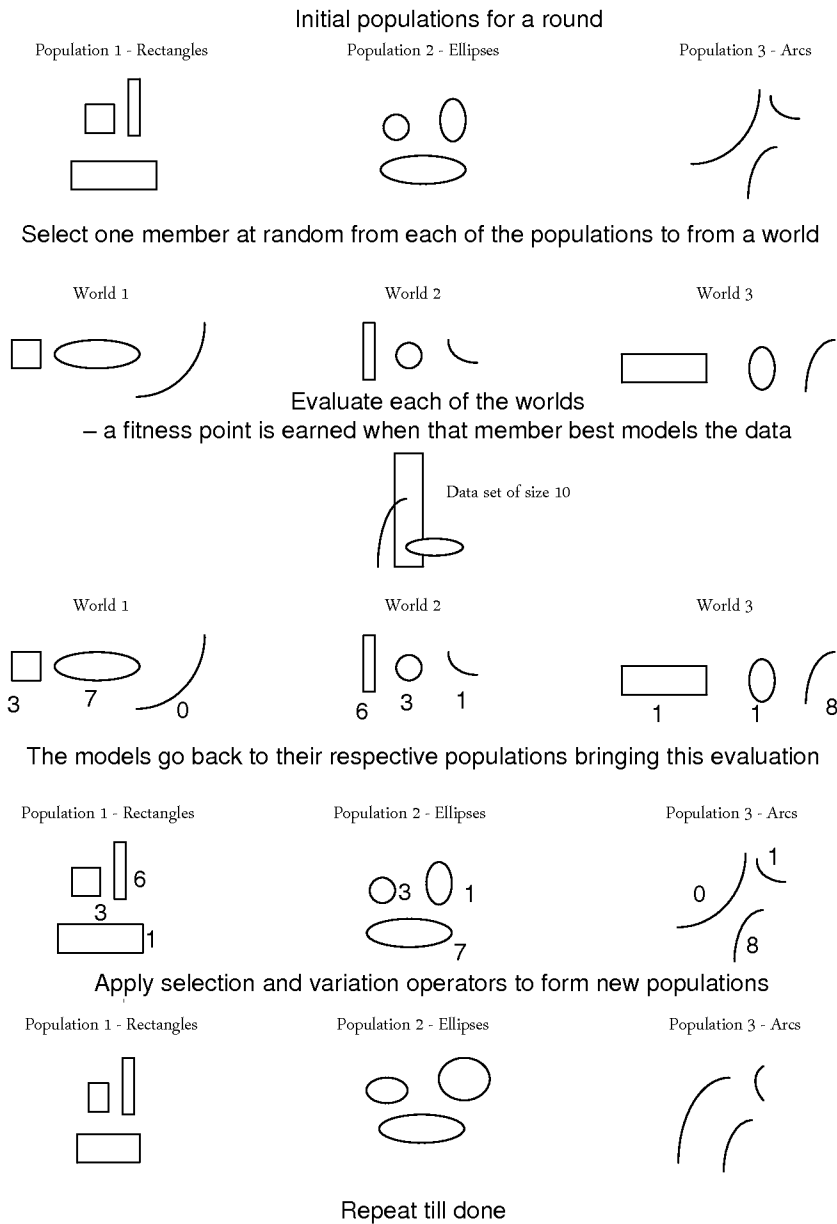 Initial populations for a round
Population 1 - Rectangles Population 2 - Ellipses Population 3 - Arcs
Select one member at random from each of the populations to from a world
World 1 World 2 World 3
Evaluate each of the worlds
– a fitness point is earned when that member best models the data
Data set of size 10
World 1 World 2 World 3
3 7 0 6 3 1 1 1 8
The models go back to their respective populations bringing this evaluation
Population 1 - Rectangles Population 2 - Ellipses Population 3 - Arcs
6 3 1 3 1 7 0 1 8
Apply selection and variation operators to form new populations
Population 1 - Rectangles Population 2 - Ellipses Population 3 - Arcs
Repeat till done